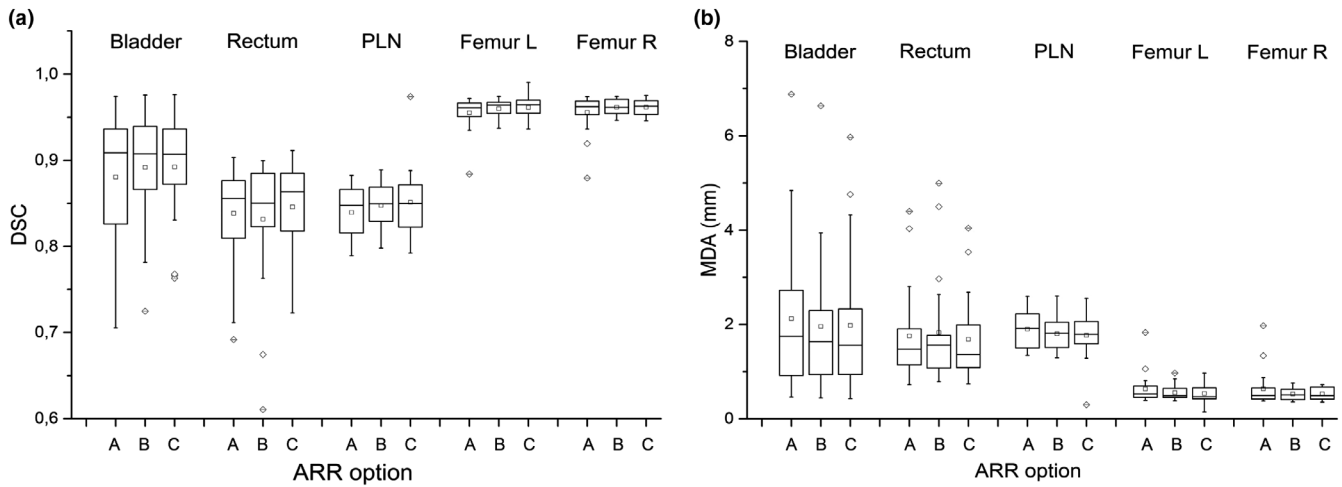 (a)
Bladder Rectum PLN Femur L Femur R
1,0
0,9
0,8
0,7
0,6
DSC
A B C A B C A B C A B C A B C
ARR option
(b)
8
Bladder Rectum PLN Femur L Femur R
6
4
2
0
MDA (mm)
A B C A B C A B C A B C A B C
ARR option